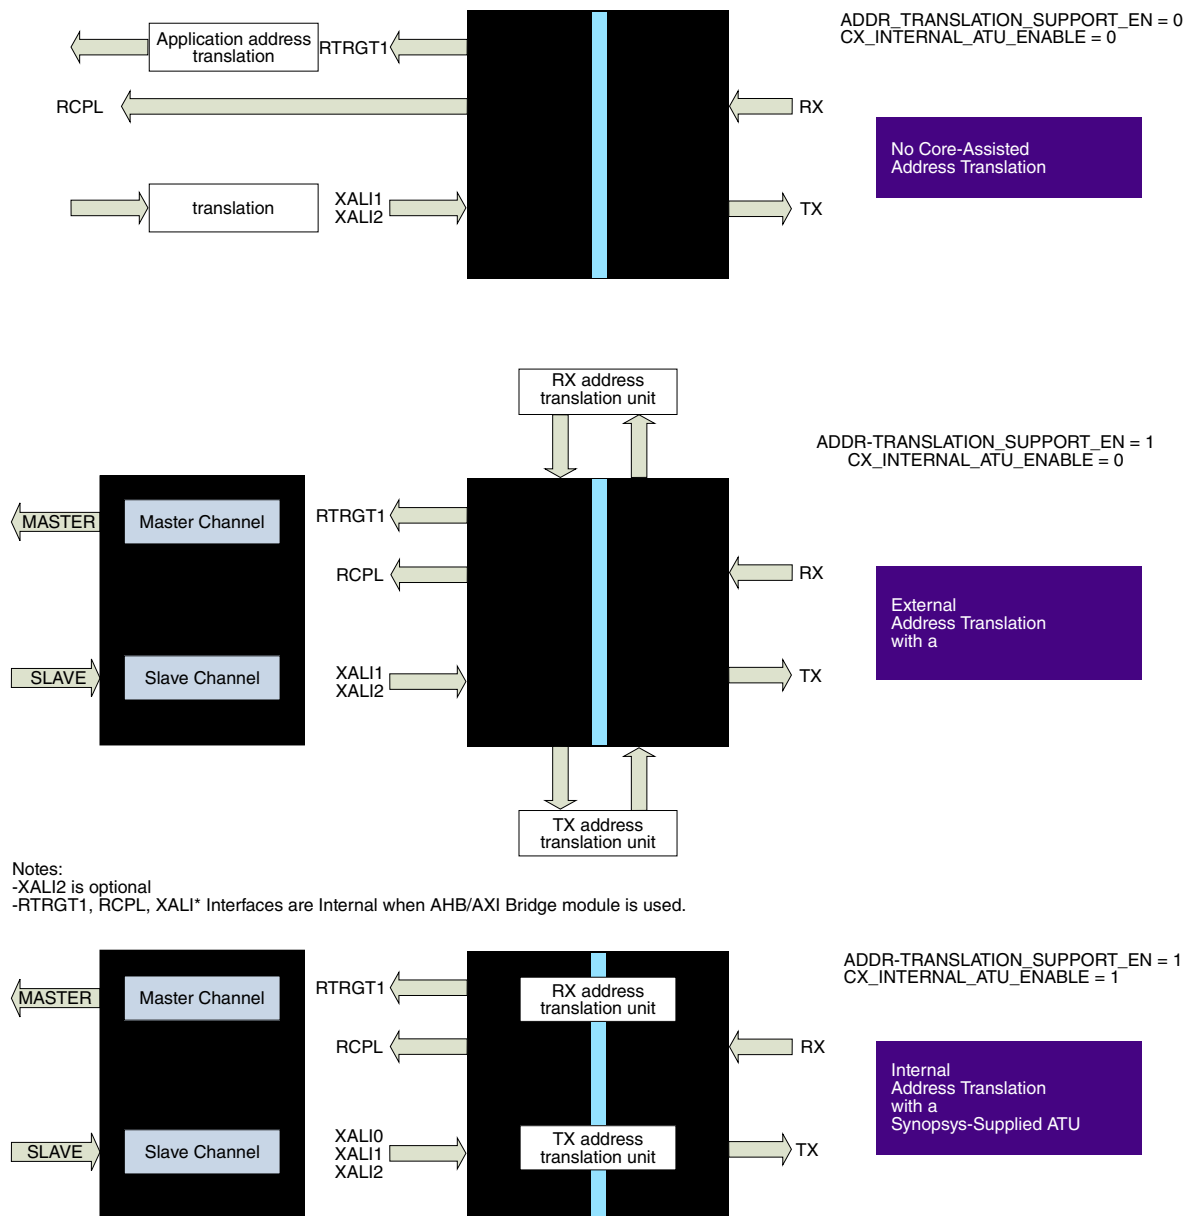 ADDR_TRANSLATION_SUPPORT_EN = 0
CX_INTERNAL_ATU_ENABLE = 0
Application address
translation
RTRGT1
RCPL
RX
No Core-Assisted
Address Translation
translation
XALI1
XALI2
TX
RX address
translation unit
ADDR-TRANSLATION_SUPPORT_EN = 1
CX_INTERNAL_ATU_ENABLE = 0
MASTER
Master Channel
RTRGT1
RCPL
RX
External
Address Translation
with a
SLAVE
Slave Channel
XALI1
XALI2
TX
TX address
translation unit
Notes:
-XALI2 is optional
-RTRGT1, RCPL, XALI* Interfaces are Internal when AHB/AXI Bridge module is used.
ADDR-TRANSLATION_SUPPORT_EN = 1
CX_INTERNAL_ATU_ENABLE = 1
MASTER
Master Channel
RTRGT1
RX address
translation unit
RCPL
RX
Internal
Address Translation
with a
Synopsys-Supplied ATU
SLAVE
Slave Channel
XALI0
XALI1
XALI2
TX address
translation unit
TX